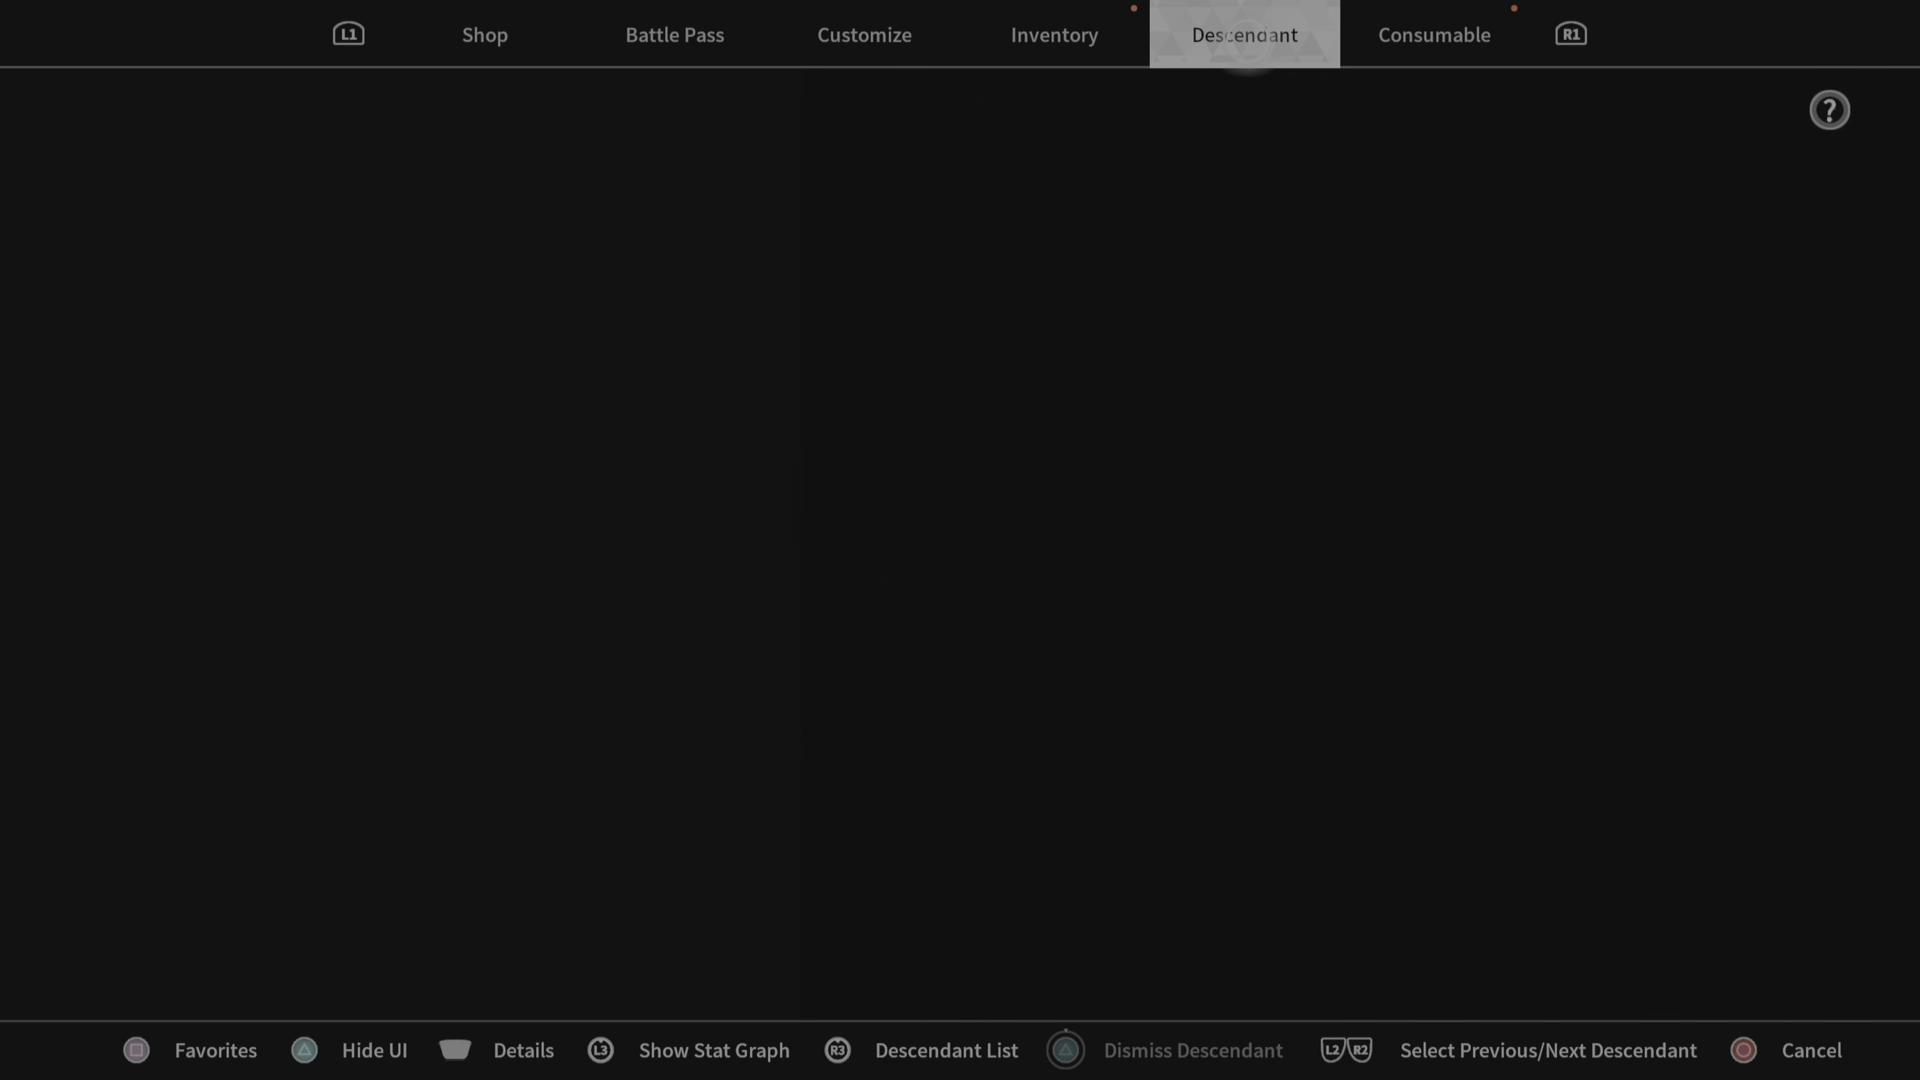 L1 Shop Battle Pass Customize Inventory Descendant Consumable R1
?
Favorites Hide UI Details L3 Show Stat Graph R3 Descendant List Dismiss Descendant L2 R2 Select Previous/Next Descendant Cancel